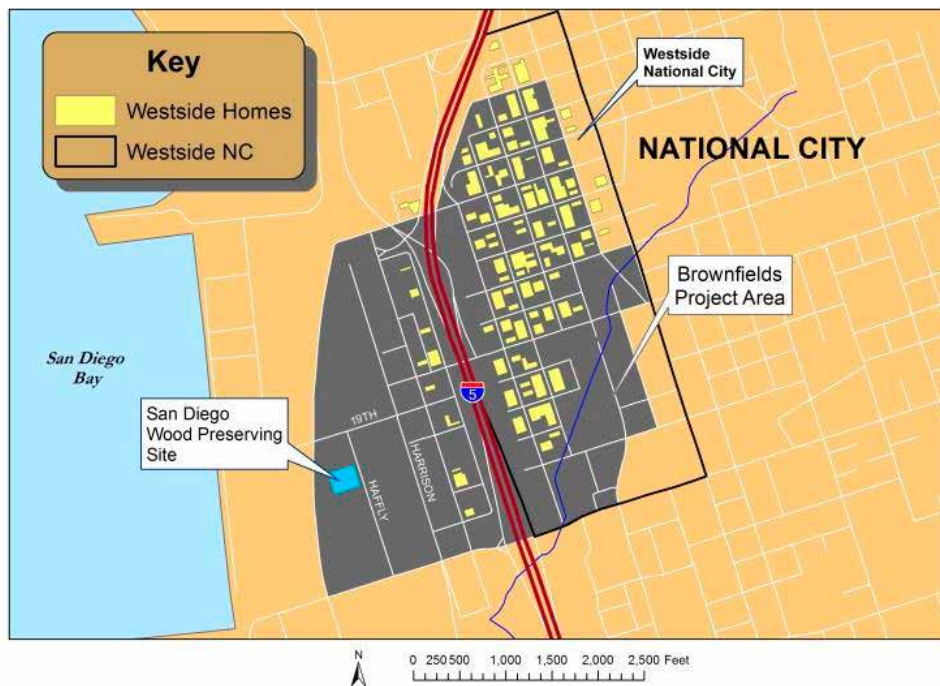 Key
Westside Homes
Westside NC
Westside
National City
NATIONAL CITY
Brownfields
Project Area
San Diego
Bay
San Diego
Wood Preserving
Site
19TH
HAFFLY
HARRISON
5
N
0 250 500 1,000 1,500 2,000 2,500 Feet